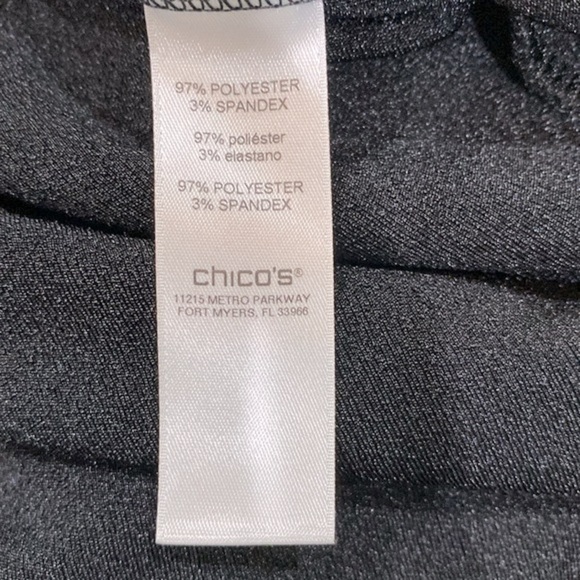 97% POLYESTER
3% SPANDEX
97% poliéster
3% elastano
97% POLYESTER
3% SPANDEX
chico's®
11215 METRO PARKWAY
FORT MYERS, FL 33966